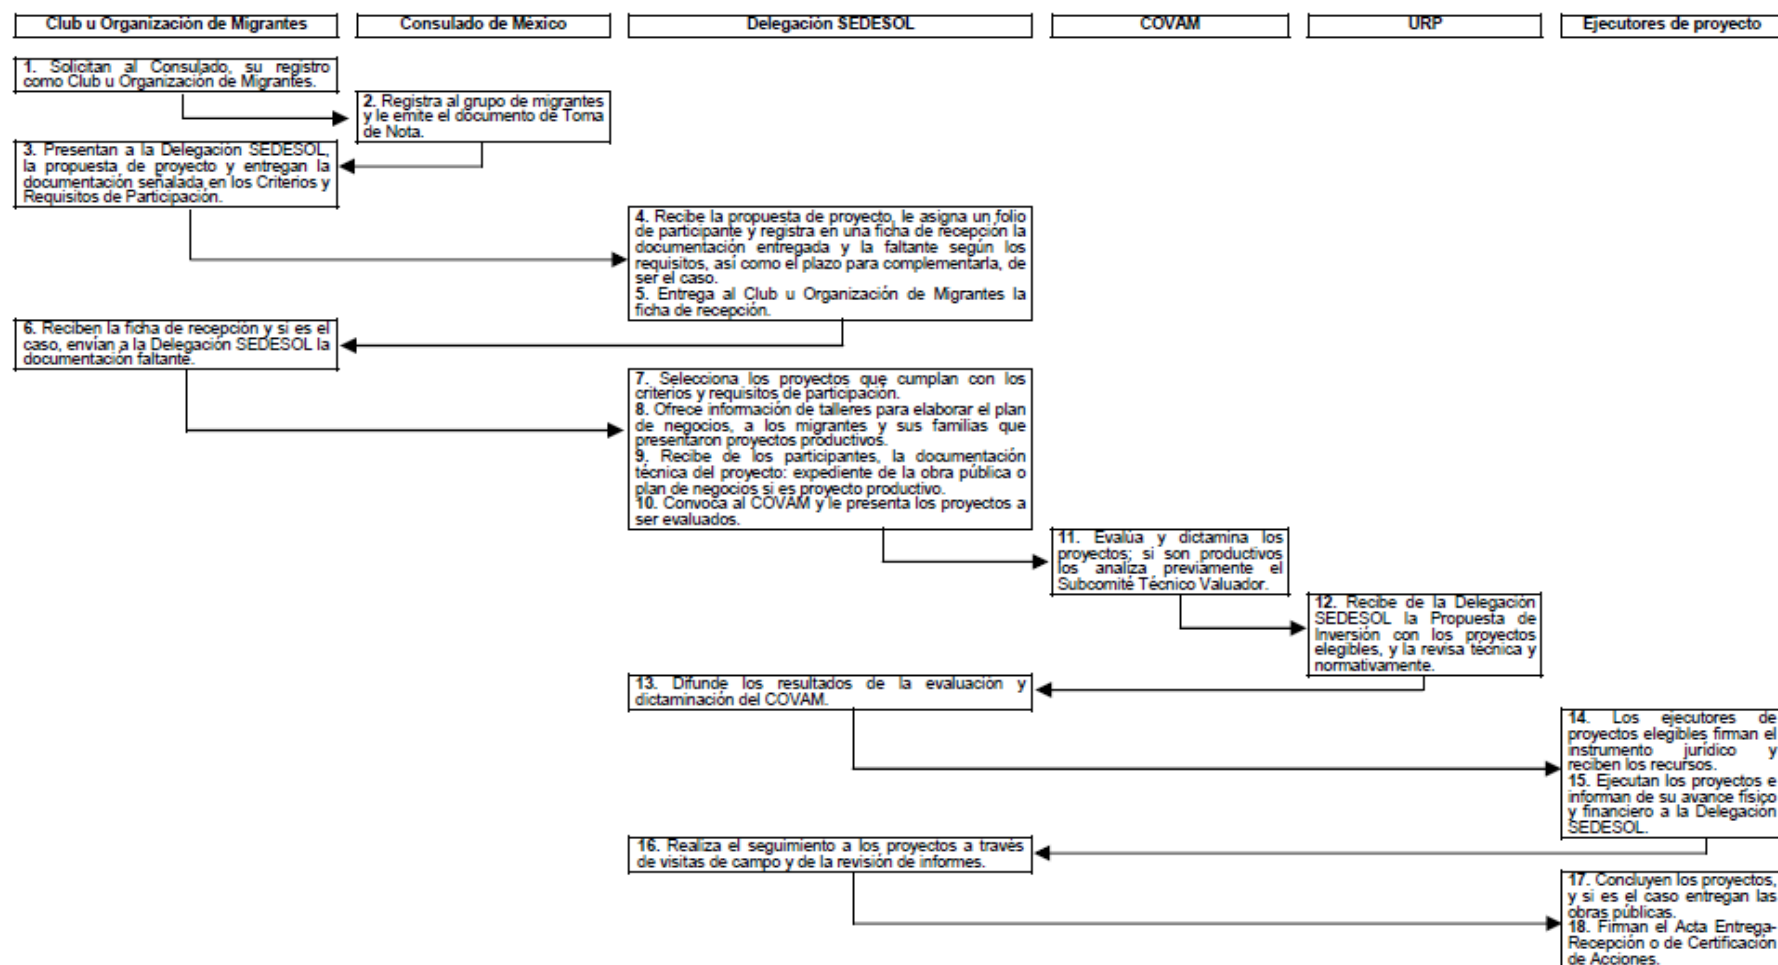 Club u Organización de Migrantes
Consulado de México
Delegación SEDESOL
COVAM
URP
Ejecutores de proyecto
1. Solicitan al Consulado, su registro
como Club u Organización de Migrantes.
2. Registra al grupo de migrantes
y le emite el documento de Toma
de Nota.
3. Presentan a la Delegación SEDESOL,
la propuesta de proyecto y entregan la
documentación señalada en los Criterios y
Requisitos de Participación.
4. Recibe la propuesta de proyecto, le asigna un folio
de participante y registra en una ficha de recepción la
documentación entregada y la faltante según los
requisitos, así como el plazo para complementarla, de
ser el caso.
5. Entrega al Club u Organización de Migrantes la
ficha de recepción.
6. Reciben la ficha de recepción y si es el
caso, envían a la Delegación SEDESOL la
documentación faltante.
7. Selecciona los proyectos que cumplan con los
criterios y requisitos de participación.
8. Ofrece información de talleres para elaborar el plan
de negocios, a los migrantes y sus familias que
presentaron proyectos productivos.
9. Recibe de los participantes, la documentación
técnica del proyecto: expediente de la obra pública o
plan de negocios si es proyecto productivo.
10. Convoca al COVAM y le presenta los proyectos a
ser evaluados.
11. Evalúa y dictamina los
proyectos; si son productivos
los analiza previamente el
Subcomité Técnico Valuador.
12. Recibe de la Delegación
SEDESOL la Propuesta de
Inversión con los proyectos
elegibles, y la revisa técnica y
normativamente.
13. Difunde los resultados de la evaluación y
dictaminación del COVAM.
14. Los ejecutores de
proyectos elegibles firman el
instrumento jurídico y
reciben los recursos.
15. Ejecutan los proyectos e
informan de su avance físico
y financiero a la Delegación
SEDESOL.
16. Realiza el seguimiento a los proyectos a través
de visitas de campo y de la revisión de informes.
17. Concluyen los proyectos,
y si es el caso entregan las
obras públicas.
18. Firman el Acta Entrega-
Recepción o de Certificación
de Acciones.